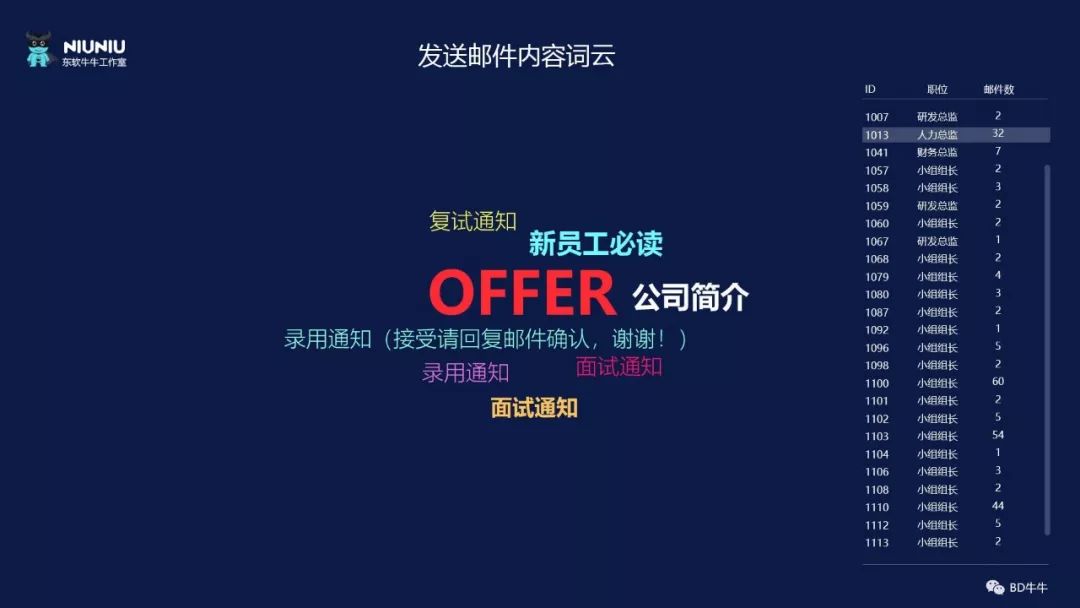 NIUNIU
东软牛牛工作室
发送邮件内容词云
复试通知
新员工必读
OFFER
公司简介
录用通知（接受请回复邮件确认，谢谢！）
录用通知
面试通知
面试通知
ID 职位 邮件数
1007 研发总监 2
1013 人力总监 32
1041 财务总监 7
1057 小组组长 2
1058 小组组长 3
1059 研发总监 2
1060 小组组长 2
1067 研发总监 1
1068 小组组长 2
1079 小组组长 4
1080 小组组长 3
1087 小组组长 2
1092 小组组长 1
1096 小组组长 5
1098 小组组长 2
1100 小组组长 60
1101 小组组长 2
1102 小组组长 5
1103 小组组长 54
1104 小组组长 1
1106 小组组长 3
1108 小组组长 2
1110 小组组长 44
1112 小组组长 5
1113 小组组长 2
BD牛牛